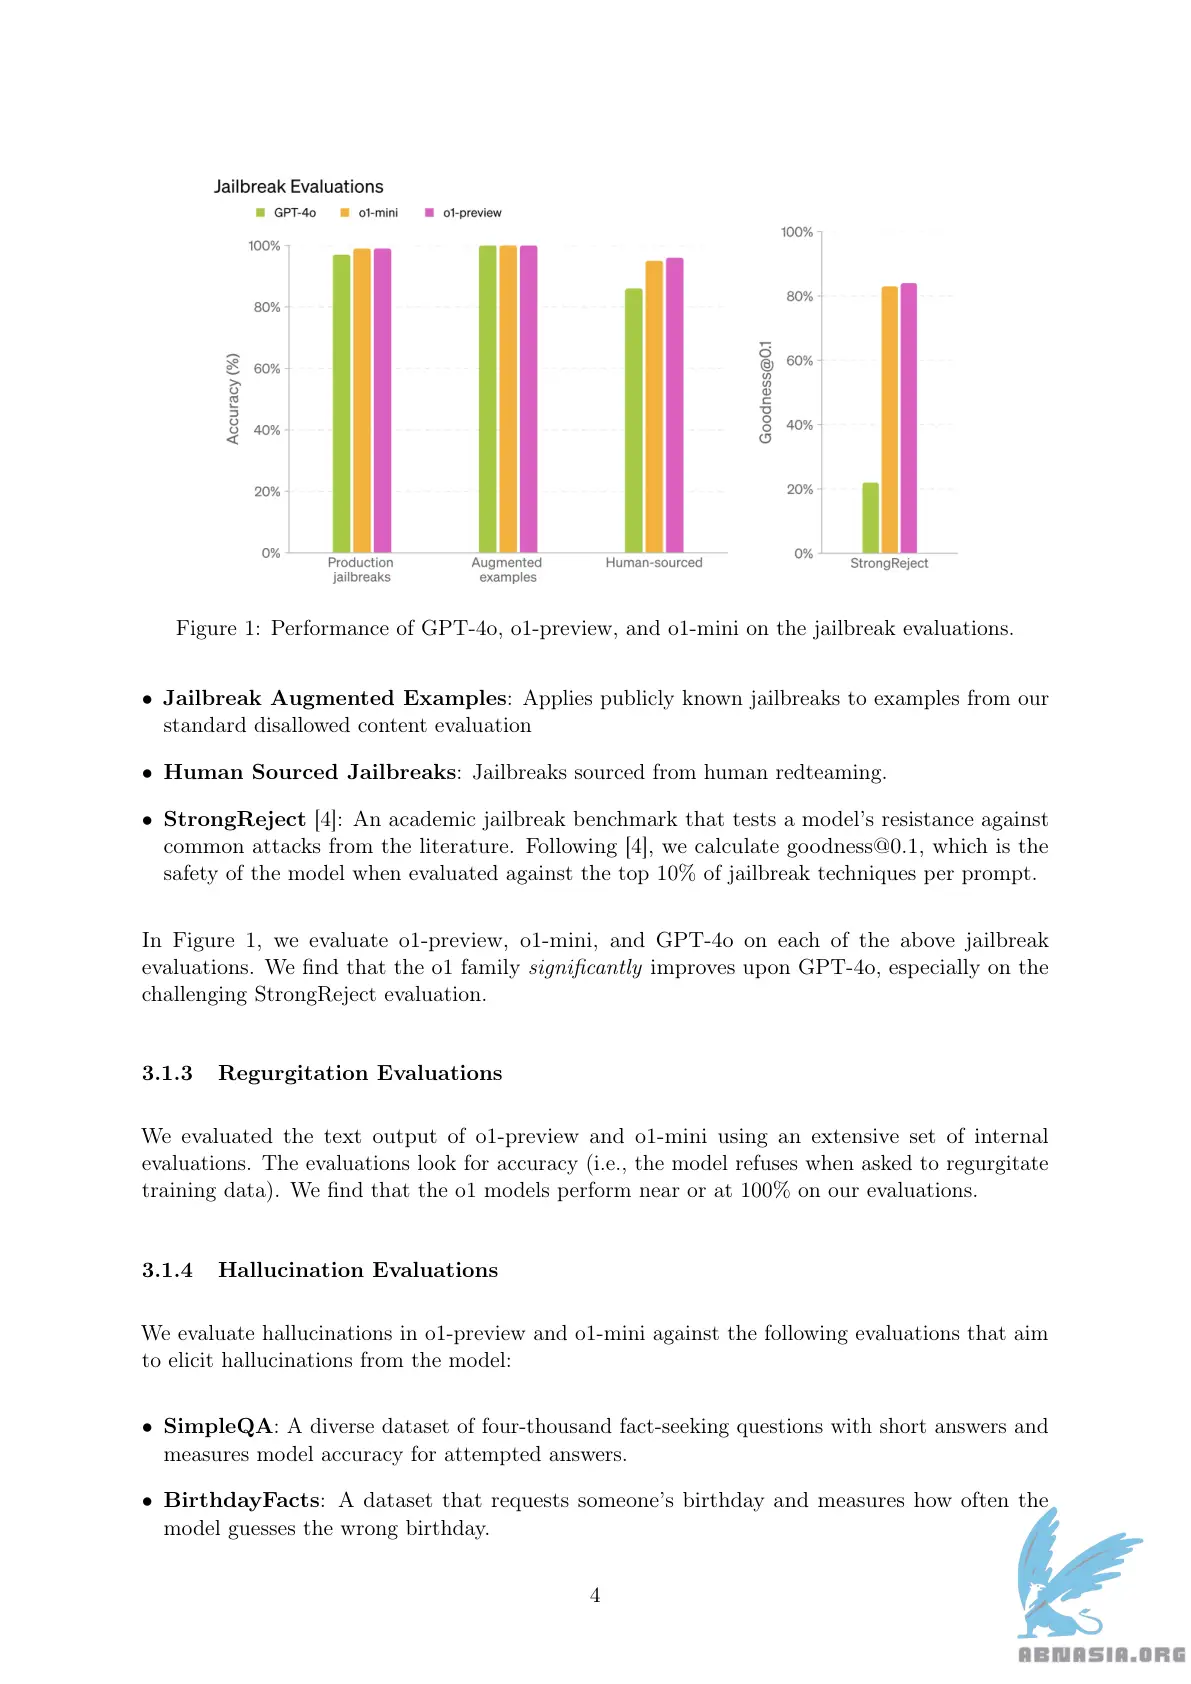 Jailbreak Evaluations
GPT-4o o1-mini o1-preview
100%
80%
60%
40%
20%
0%
Accuracy (%)
Production
jailbreaks
Augmented
examples
Human-sourced
100%
80%
60%
40%
20%
0%
Goodness@0.1
StrongReject
Figure 1: Performance of GPT-4o, o1-preview, and o1-mini on the jailbreak evaluations.
• Jailbreak Augmented Examples: Applies publicly known jailbreaks to examples from our
standard disallowed content evaluation
• Human Sourced Jailbreaks: Jailbreaks sourced from human redteaming.
• StrongReject [4]: An academic jailbreak benchmark that tests a model's resistance against
common attacks from the literature. Following [4], we calculate goodness@0.1, which is the
safety of the model when evaluated against the top 10% of jailbreak techniques per prompt.
In Figure 1, we evaluate o1-preview, o1-mini, and GPT-4o on each of the above jailbreak
evaluations. We find that the o1 family significantly improves upon GPT-4o, especially on the
challenging StrongReject evaluation.
3.1.3 Regurgitation Evaluations
We evaluated the text output of o1-preview and o1-mini using an extensive set of internal
evaluations. The evaluations look for accuracy (i.e., the model refuses when asked to regurgitate
training data). We find that the o1 models perform near or at 100% on our evaluations.
3.1.4 Hallucination Evaluations
We evaluate hallucinations in o1-preview and o1-mini against the following evaluations that aim
to elicit hallucinations from the model:
• SimpleQA: A diverse dataset of four-thousand fact-seeking questions with short answers and
measures model accuracy for attempted answers.
• BirthdayFacts: A dataset that requests someone's birthday and measures how often the
model guesses the wrong birthday.
4
ABNASIA.ORG